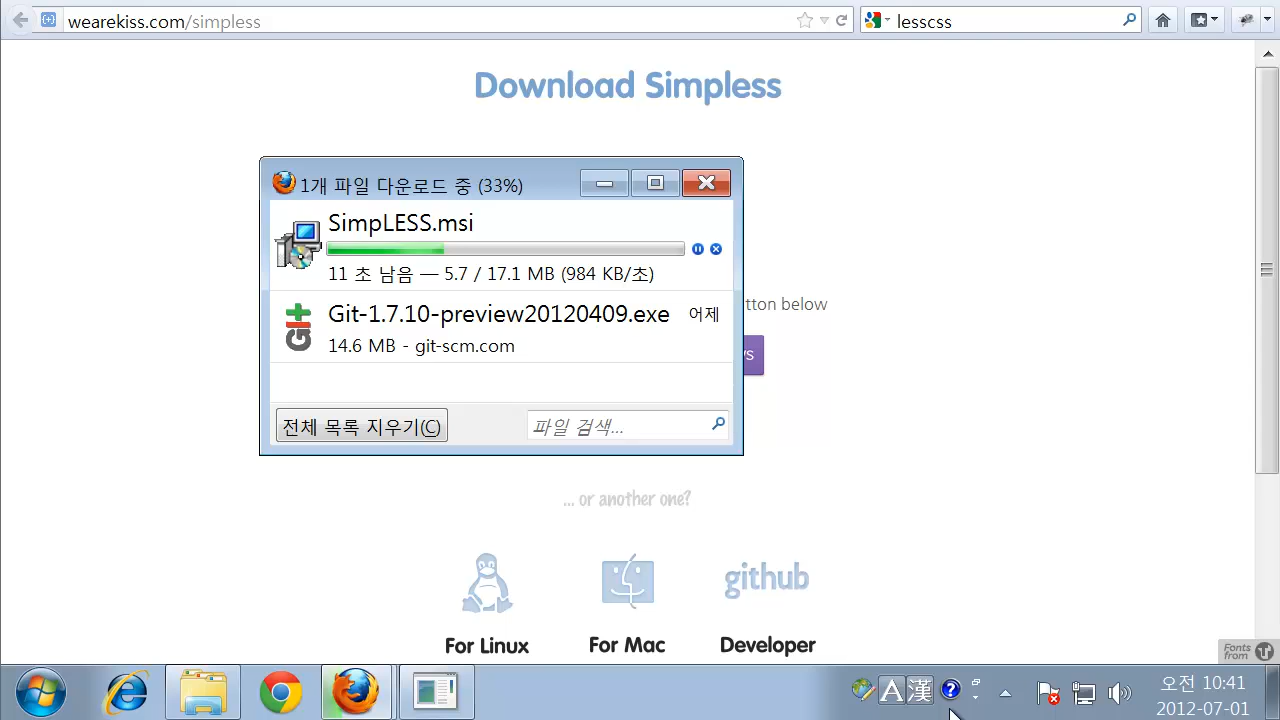 wearekiss.com/simpless
lesscss
Download Simpless
1개 파일 다운로드 중 (33%)
SimpLESS.msi
11 초 남음 — 5.7 / 17.1 MB (984 KB/초)
Git-1.7.10-preview20120409.exe 어제
14.6 MB - git-scm.com
tton below
ws
전체 목록 지우기(C)
파일 검색...
... or another one?
github
For Linux
For Mac
Developer
Fonts
from T
A 漢 ?
오전 10:41
2012-07-01